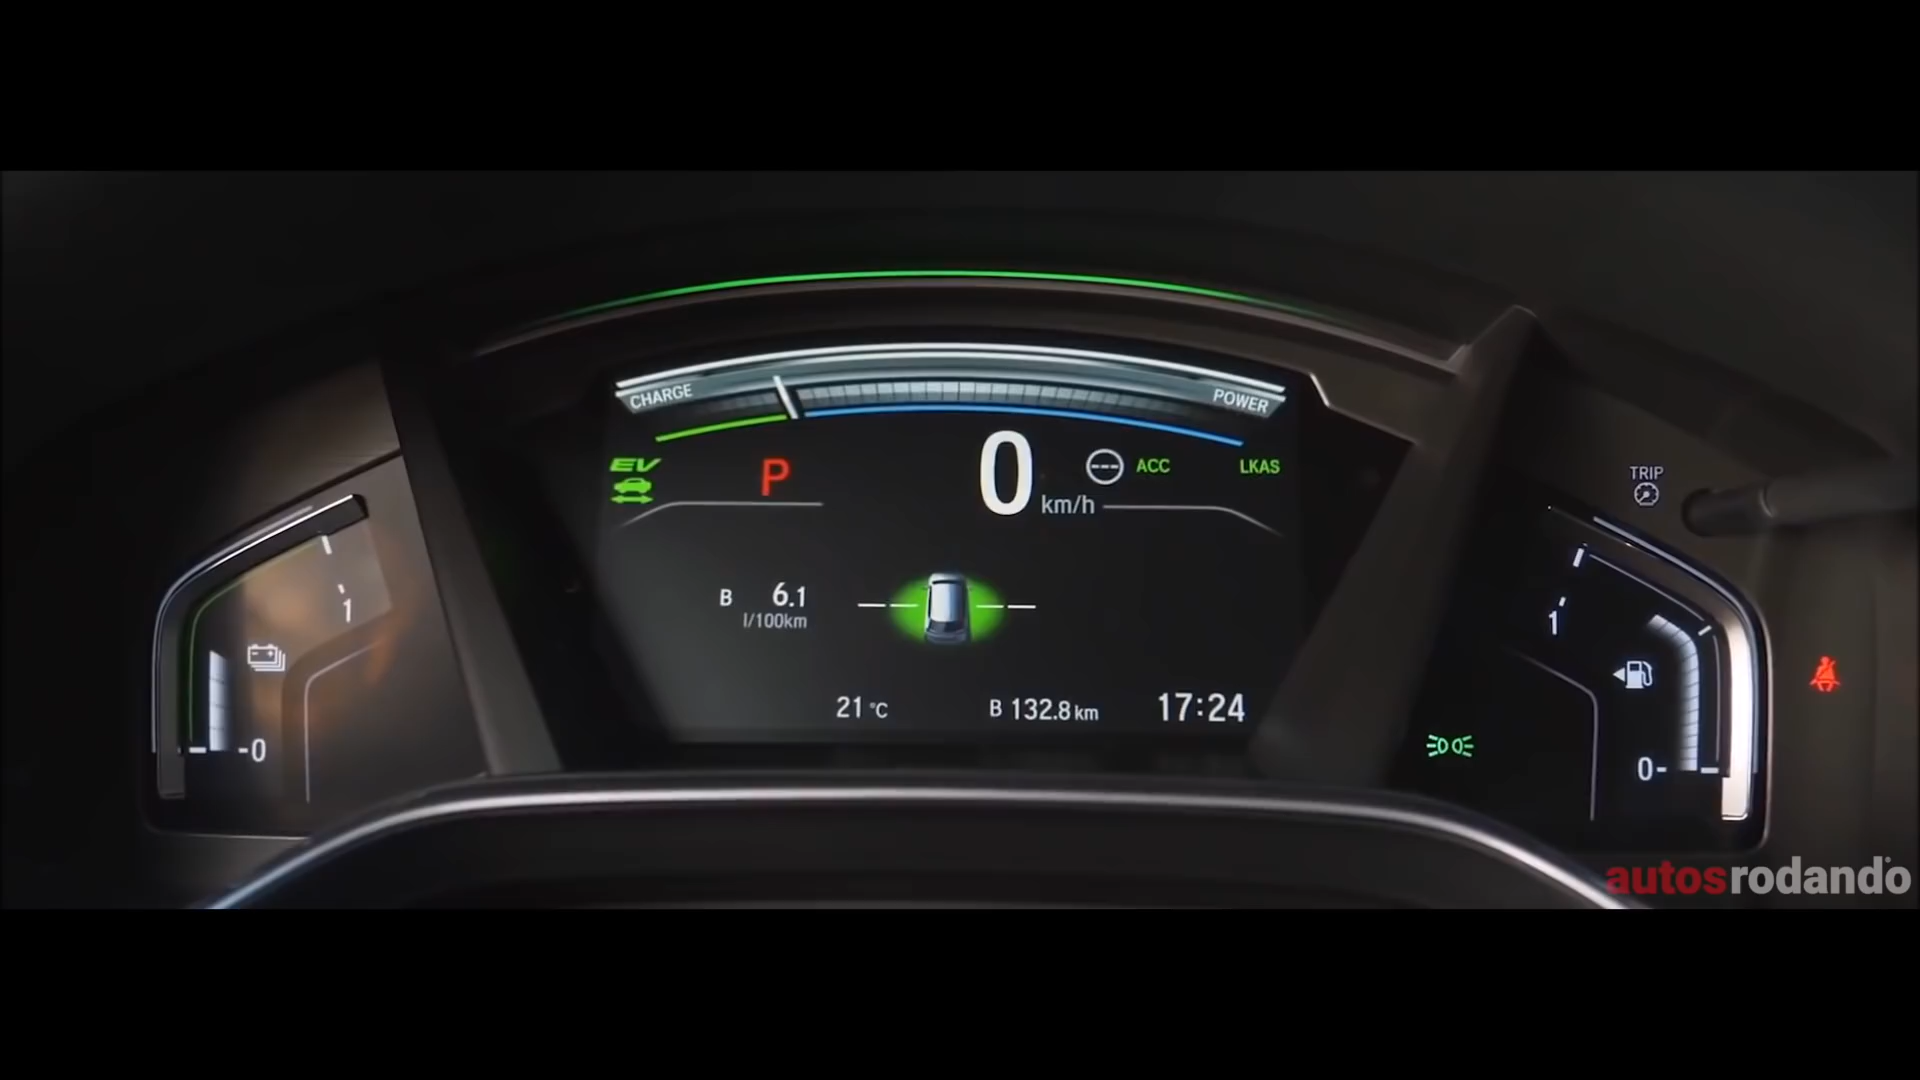 CHARGE
POWER
EV
P
0 km/h
ACC
LKAS
TRIP
1
1
B 6.1
l/100km
0
0
21 °C
B 132.8 km
17:24
autosrodando